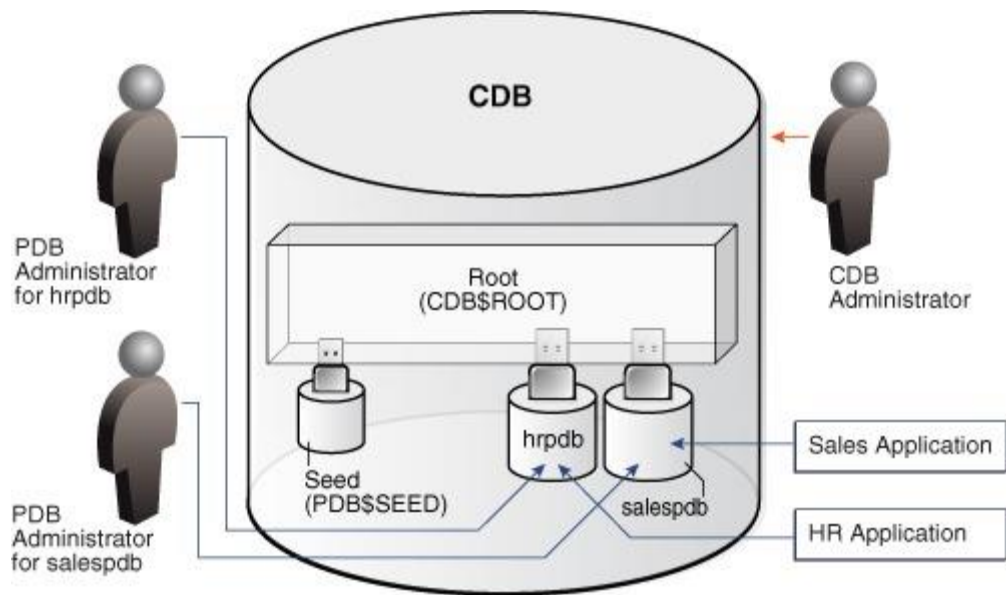 CDB
PDB
Administrator
for hrpdb
CDB
Administrator
Root
(CDB$ROOT)
hrpdb
Seed
(PDB$SEED)
salespdb
Sales Application
HR Application
PDB
Administrator
for salespdb